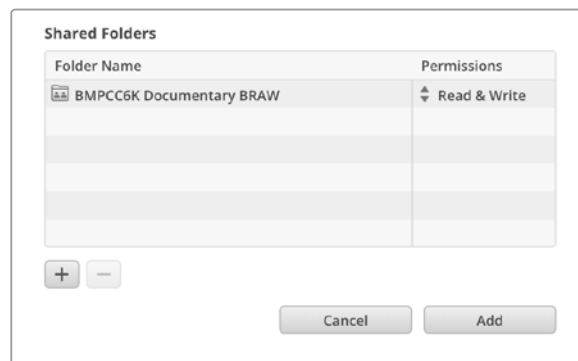 Shared Folders
Folder Name Permissions
BMPCC6K Documentary BRAW Read & Write
Cancel Add